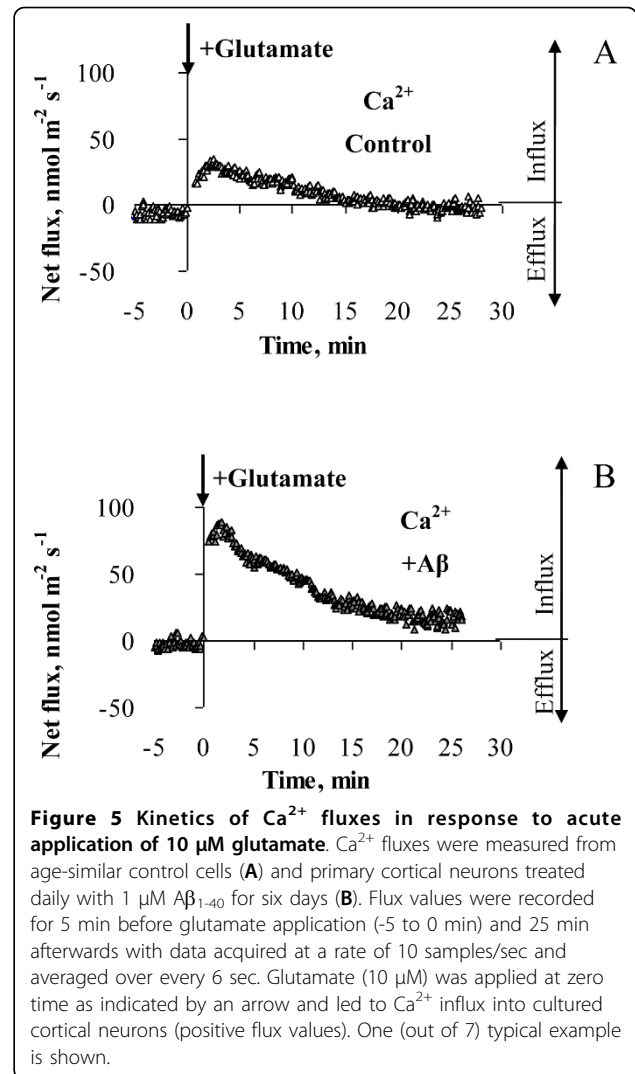 +Glutamate
A
100
Ca²⁺
Control
50
0
-50
Net flux, nmol m⁻² s⁻¹
-5 0 5 10 15 20 25 30
Time, min
Influx
Efflux
+Glutamate
B
100
Ca²⁺
+Aβ
50
0
-50
Net flux, nmol m⁻² s⁻¹
-5 0 5 10 15 20 25 30
Time, min
Influx
Efflux
Figure 5 Kinetics of Ca²⁺ fluxes in response to acute
application of 10 μM glutamate. Ca²⁺ fluxes were measured from
age-similar control cells (A) and primary cortical neurons treated
daily with 1 μM Aβ₁₋₄₀ for six days (B). Flux values were recorded
for 5 min before glutamate application (-5 to 0 min) and 25 min
afterwards with data acquired at a rate of 10 samples/sec and
averaged over every 6 sec. Glutamate (10 μM) was applied at zero
time as indicated by an arrow and led to Ca²⁺ influx into cultured
cortical neurons (positive flux values). One (out of 7) typical example
is shown.